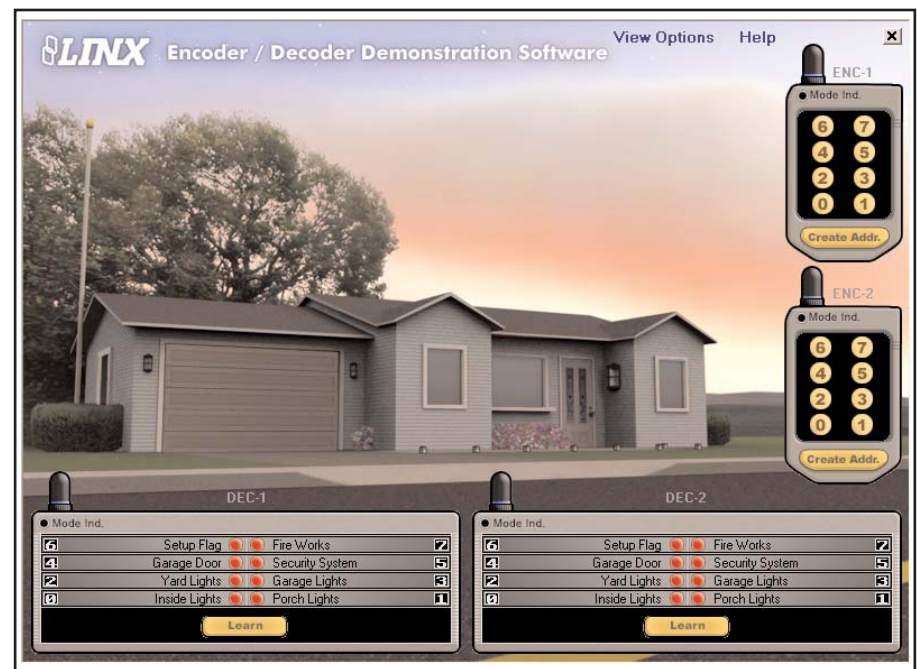 LINX Encoder / Decoder Demonstration Software View Options Help
ENC-1
Mode Ind.
6 7
4 5
2 3
0 1
Create Addr.
ENC-2
Mode Ind.
6 7
4 5
2 3
0 1
Create Addr.
DEC-1
Mode Ind.
6 Setup Flag Fire Works 7
4 Garage Door Security System 5
2 Yard Lights Garage Lights 3
0 Inside Lights Porch Lights 1
Learn
DEC-2
Mode Ind.
6 Setup Flag Fire Works 7
4 Garage Door Security System 5
2 Yard Lights Garage Lights 3
0 Inside Lights Porch Lights 1
Learn